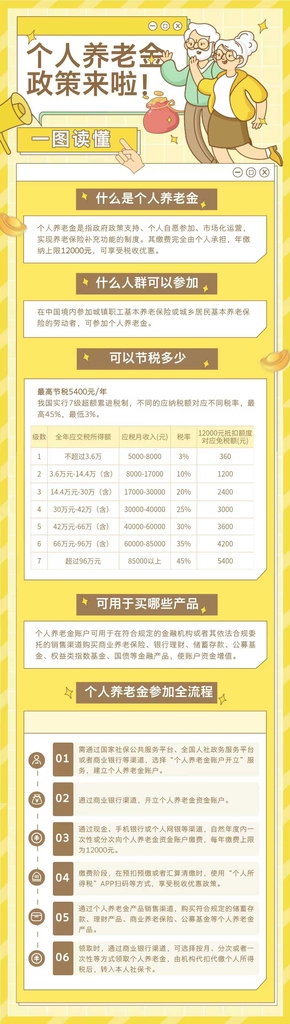 个人养老金
政策来啦！
一图读懂
什么是个人养老金
个人养老金是指政府政策支持、个人自愿参加、市场化运营，
实现养老保险补充功能的制度。其缴费完全由个人承担，年缴
纳上限12000元，可享受税收优惠。
什么人群可以参加
在中国境内参加城镇职工基本养老保险或城乡居民基本养老保
险的劳动者，可参加个人养老金。
可以节税多少
最高节税5400元/年
我国实行7级超额累进税制，不同的应纳税额对应不同税率，最
高45%，最低3%。
级数 全年应交税所得额 应税月收入(元) 税率 12000元抵扣额度
对应免税额(元)
1 不超过3.6万 5000-8000 3% 360
2 3.6万元-14.4万（含） 8000-17000 10% 1200
3 14.4万元-30万（含） 17000-30000 20% 2400
4 30万元-42万（含） 30000-40000 25% 3000
5 42万元-66万（含） 40000-60000 30% 3600
6 66万元-96万（含） 60000-85000 35% 4200
7 超过96万元 85000以上 45% 5400
可用于买哪些产品
个人养老金账户可用于在符合规定的金融机构或者其依法合规委
托的销售渠道购买商业养老保险、银行理财、储蓄存款、公募基
金、权益类指数基金、国债等金融产品，使账户资金增值。
个人养老金参加全流程
01 需通过国家社保公共服务平台、全国人社政务服务平台
或者商业银行等渠道，选择“个人养老金账户开立”服
务，建立个人养老金账户。
02 通过商业银行渠道，开立个人养老金资金账户。
03 通过现金、手机银行或个人网银等渠道，自然年度内一
次性或分次向个人养老金资金账户缴费，每年缴费上限
为12000元。
04 缴费阶段，在预扣预缴或者汇算清缴时，使用“个人所
得税”APP扫码等方式，享受税收优惠政策。
05 通过个人养老金产品销售渠道，购买符合规定的储蓄存
款、理财产品、商业养老保险、公募基金等个人养老金
产品。
06 领取时，通过商业银行渠道，可选择按月、分次或者一
次性等方式领取个人养老金，由机构代扣代缴个人所得
税后，转入本人社保卡。